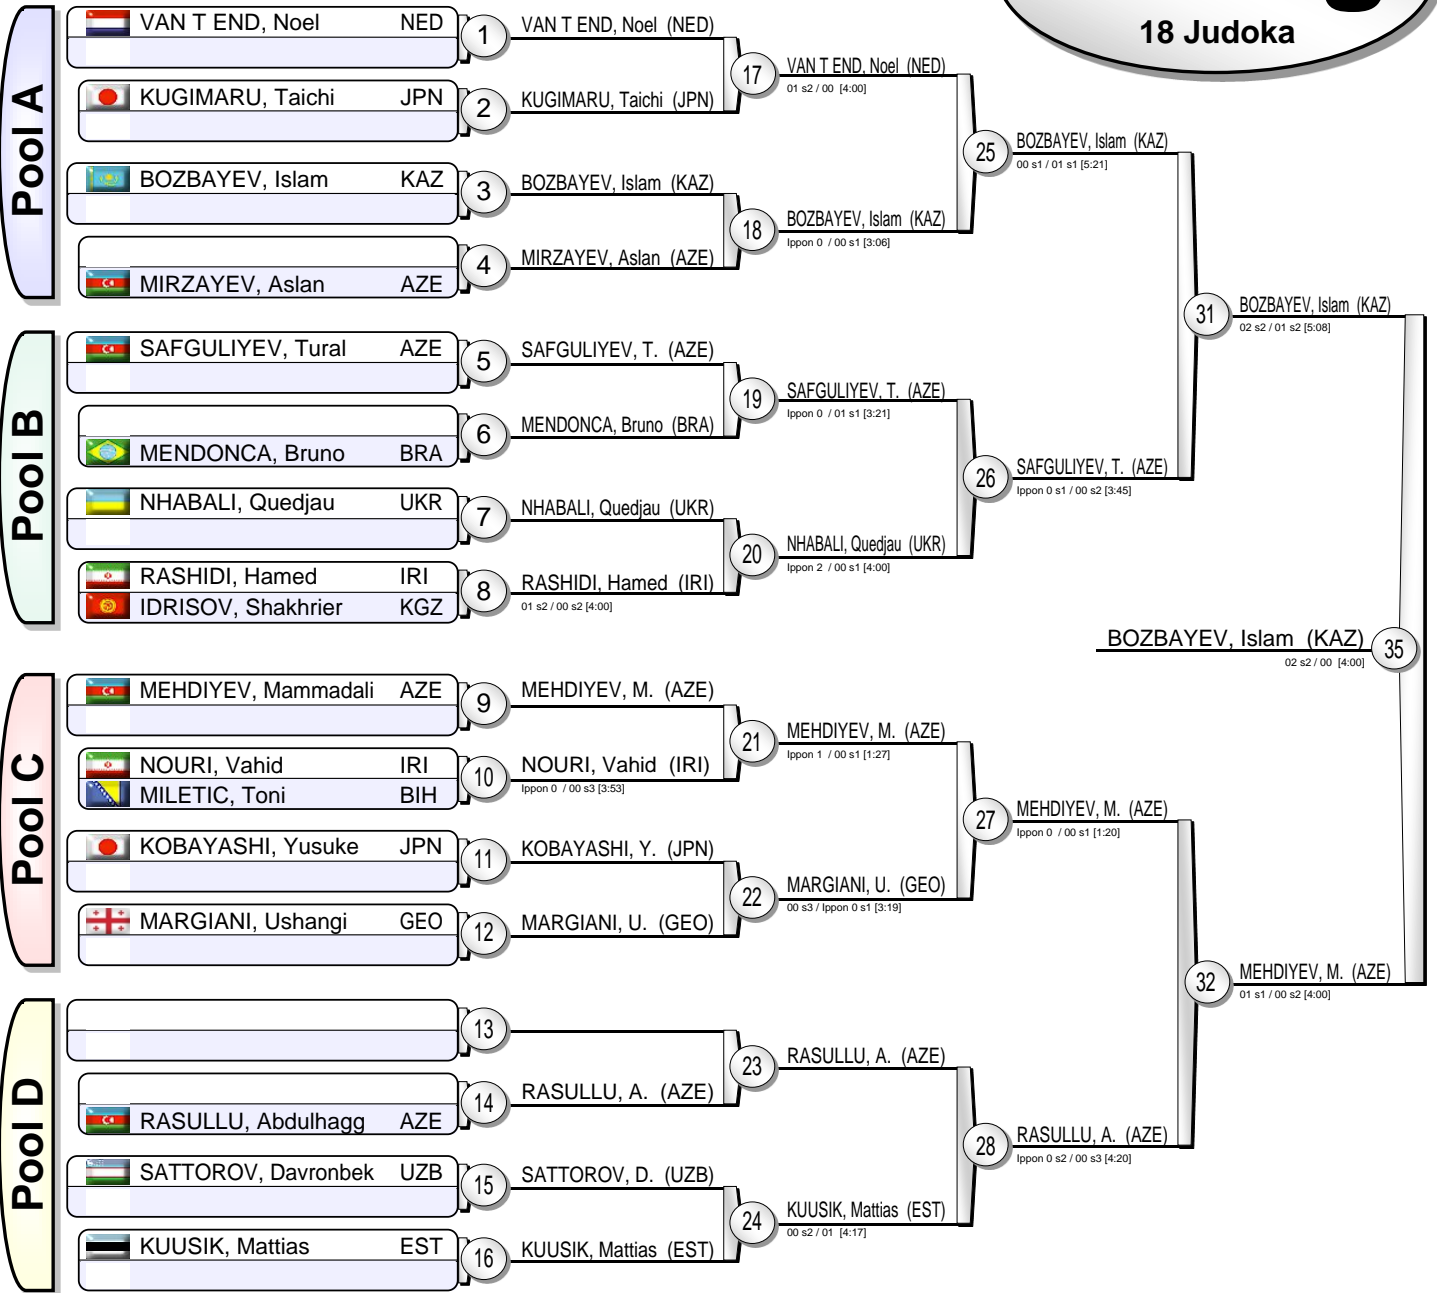 18 Judoka
Pool A
VAN T END, Noel NED
1
VAN T END, Noel (NED)
KUGIMARU, Taichi JPN
2
KUGIMARU, Taichi (JPN)
17
VAN T END, Noel (NED)
01 s2 / 00 [4:00]
BOZBAYEV, Islam KAZ
3
BOZBAYEV, Islam (KAZ)
MIRZAYEV, Aslan AZE
4
MIRZAYEV, Aslan (AZE)
18
BOZBAYEV, Islam (KAZ)
Ippon 0 / 00 s1 [3:06]
25
BOZBAYEV, Islam (KAZ)
00 s1 / 01 s1 [5:21]
Pool B
SAFGULIYEV, Tural AZE
5
SAFGULIYEV, T. (AZE)
MENDONCA, Bruno BRA
6
MENDONCA, Bruno (BRA)
19
SAFGULIYEV, T. (AZE)
Ippon 0 / 01 s1 [3:21]
NHABALI, Quedjau UKR
7
NHABALI, Quedjau (UKR)
RASHIDI, Hamed IRI
IDRISOV, Shakhrier KGZ
8
RASHIDI, Hamed (IRI)
01 s2 / 00 s2 [4:00]
20
NHABALI, Quedjau (UKR)
Ippon 2 / 00 s1 [4:00]
26
SAFGULIYEV, T. (AZE)
Ippon 0 s1 / 00 s2 [3:45]
31
BOZBAYEV, Islam (KAZ)
02 s2 / 01 s2 [5:08]
BOZBAYEV, Islam (KAZ)
02 s2 / 00 [4:00]
35
Pool C
MEHDIYEV, Mammadali AZE
9
MEHDIYEV, M. (AZE)
NOURI, Vahid IRI
MILETIC, Toni BIH
10
NOURI, Vahid (IRI)
Ippon 0 / 00 s3 [3:53]
21
MEHDIYEV, M. (AZE)
Ippon 1 / 00 s1 [1:27]
KOBAYASHI, Yusuke JPN
11
KOBAYASHI, Y. (JPN)
MARGIANI, Ushangi GEO
12
MARGIANI, U. (GEO)
22
MARGIANI, U. (GEO)
00 s3 / Ippon 0 s1 [3:19]
27
MEHDIYEV, M. (AZE)
Ippon 0 / 00 s1 [1:20]
Pool D
13
RASULLU, Abdulhagg AZE
14
RASULLU, A. (AZE)
23
RASULLU, A. (AZE)
SATTOROV, Davronbek UZB
15
SATTOROV, D. (UZB)
KUUSIK, Mattias EST
16
KUUSIK, Mattias (EST)
24
KUUSIK, Mattias (EST)
00 s2 / 01 [4:17]
28
RASULLU, A. (AZE)
Ippon 0 s2 / 00 s3 [4:20]
32
MEHDIYEV, M. (AZE)
01 s1 / 00 s2 [4:00]